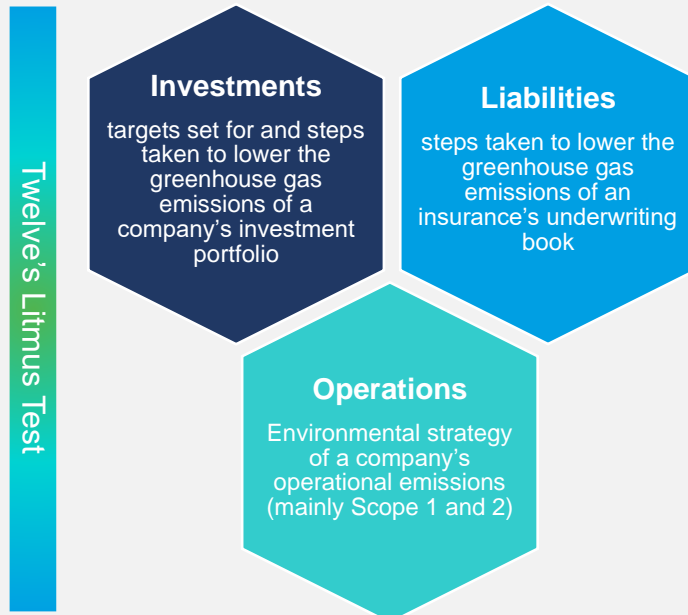 Twelve's Litmus Test
Investments
targets set for and steps
taken to lower the
greenhouse gas
emissions of a
company's investment
portfolio
Liabilities
steps taken to lower the
greenhouse gas
emissions of an
insurance's underwriting
book
Operations
Environmental strategy
of a company's
operational emissions
(mainly Scope 1 and 2)